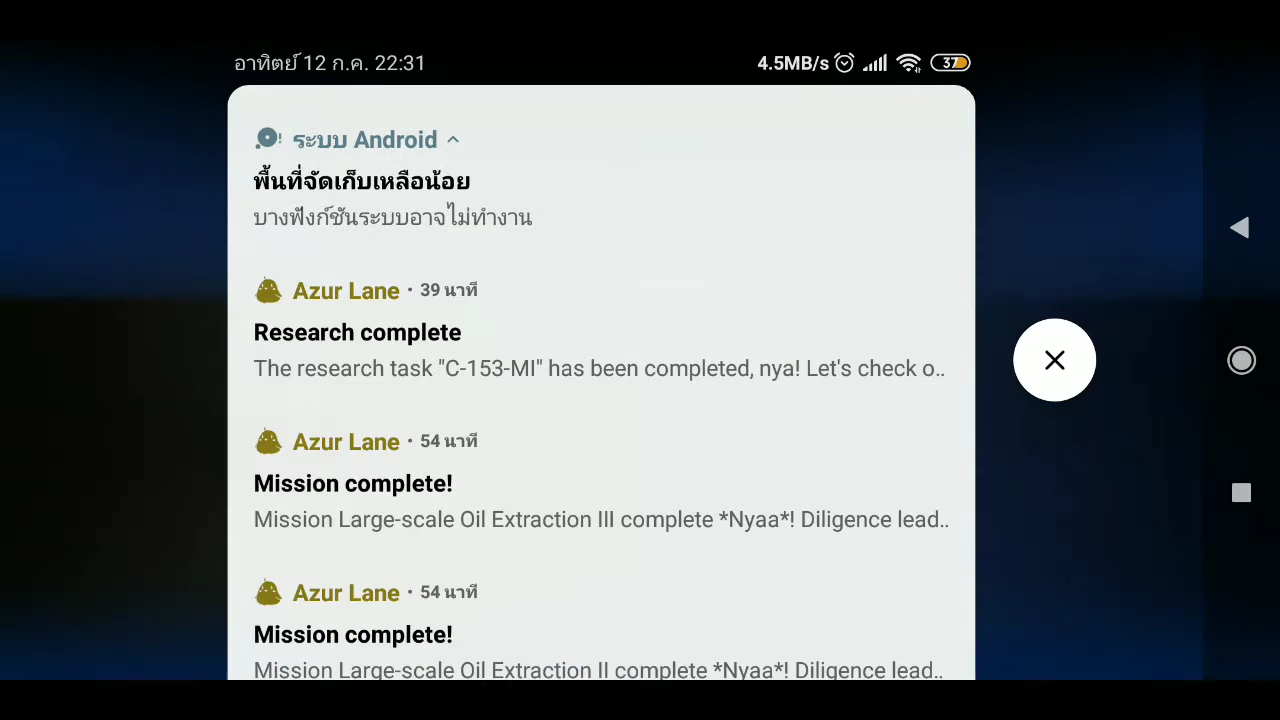 อาทิตย์ 12 ก.ค. 22:31
4.5MB/s 37
ระบบ Android
พื้นที่จัดเก็บเหลือน้อย
บางฟังก์ชันระบบอาจไม่ทำงาน
Azur Lane · 39 นาที
Research complete
The research task "C-153-MI" has been completed, nya! Let's check o..
Azur Lane · 54 นาที
Mission complete!
Mission Large-scale Oil Extraction III complete *Nyaa*! Diligence lead..
Azur Lane · 54 นาที
Mission complete!
Mission Large-scale Oil Extraction II complete *Nyaa*! Diligence lead..